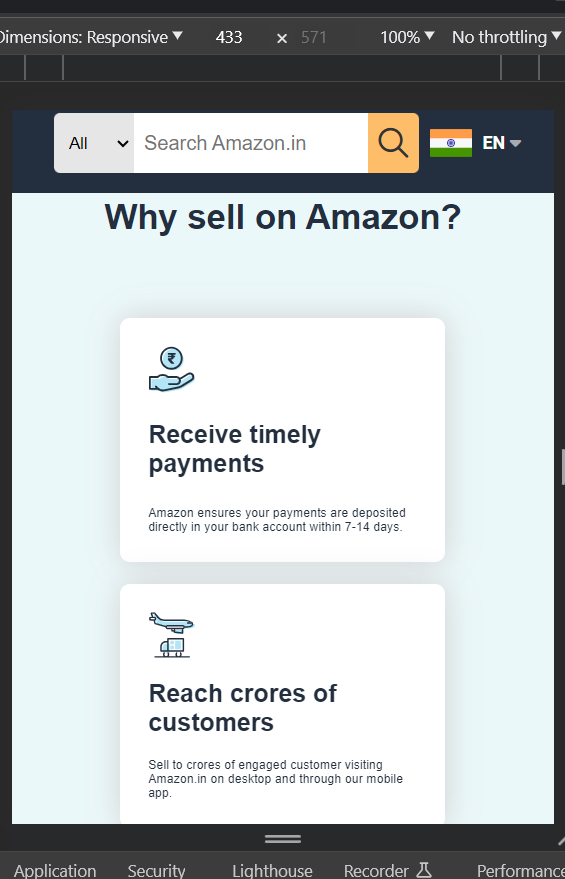 Dimensions: Responsive ▼ 433 × 571 100% ▼ No throttling ▼
All Search Amazon.in EN
Why sell on Amazon?
₹
Receive timely
payments
Amazon ensures your payments are deposited
directly in your bank account within 7-14 days.
Reach crores of
customers
Sell to crores of engaged customer visiting
Amazon.in on desktop and through our mobile
app.
Application Security Lighthouse Recorder Performance